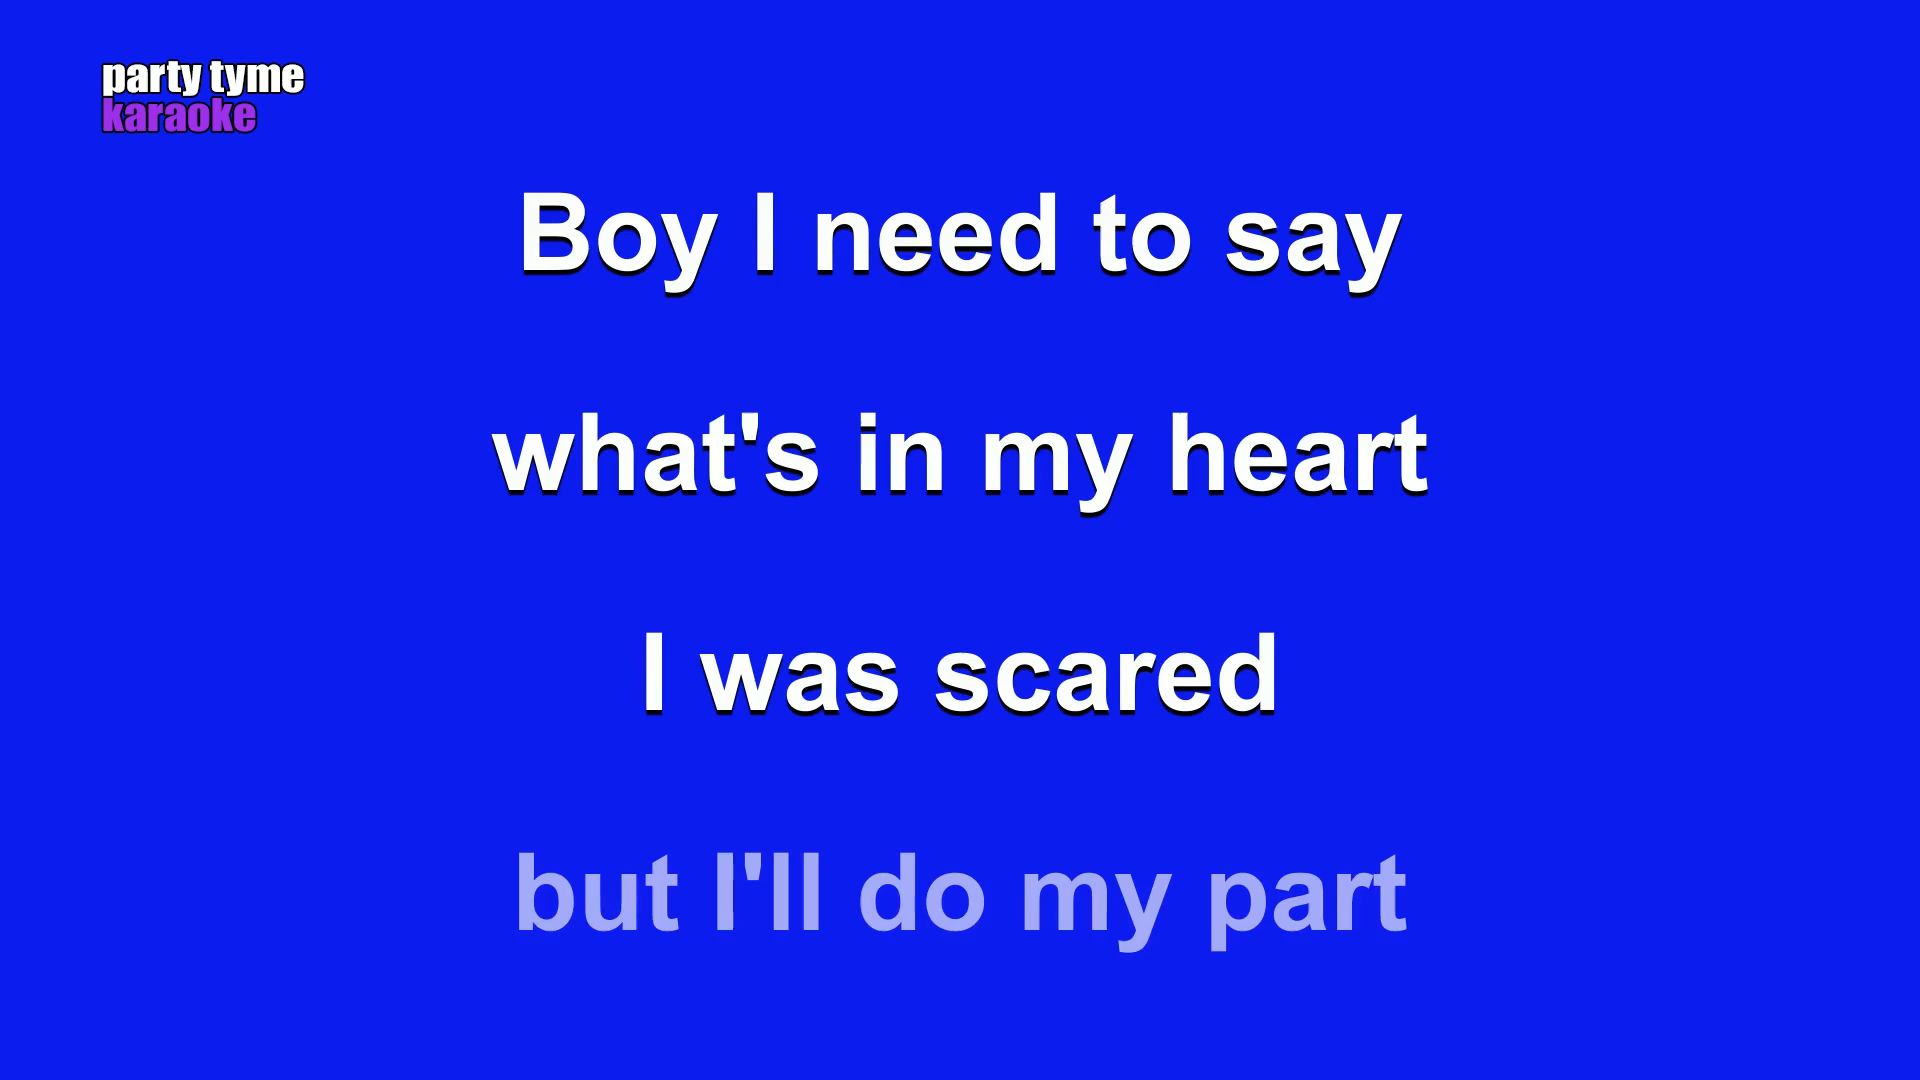 party tyme
karaoke
Boy I need to say
what's in my heart
I was scared
but I'll do my part